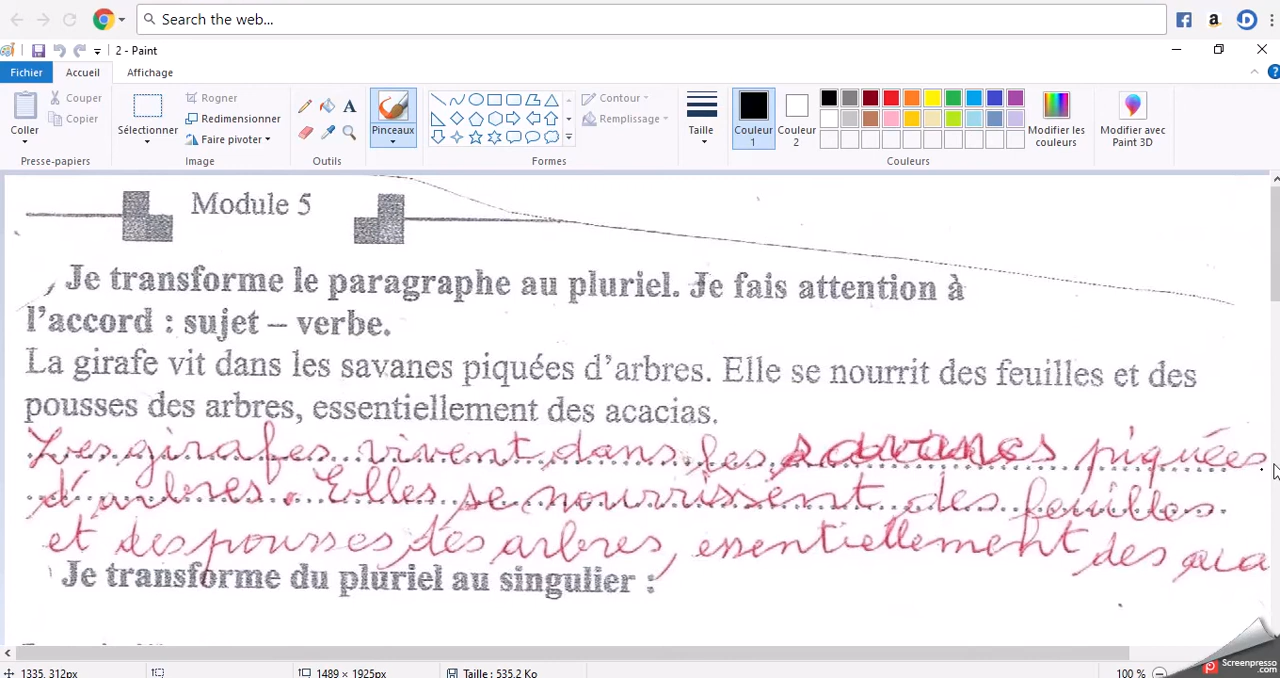 Search the web...
2 - Paint
Fichier Accueil Affichage
Coller
Couper
Copier
Presse-papiers
Sélectionner
Rogner
Redimensionner
Faire pivoter
Image
Outils
Pinceaux
Formes
Contour
Remplissage
Taille
Couleur 1
Couleur 2
Modifier les couleurs
Couleurs
Modifier avec Paint 3D
Module 5
Je transforme le paragraphe au pluriel. Je fais attention à
l’accord : sujet – verbe.
La girafe vit dans les savanes piquées d’arbres. Elle se nourrit des feuilles et des
pousses des arbres, essentiellement des acacias.
Les girafes vivent dans les savanes piquées
d'arbres. Elles se nourrissent des feuilles
et des pousses des arbres, essentiellement des aca
Je transforme du pluriel au singulier :
1335, 312px 1489 × 1925px Taille : 535.2 Ko 100 %
Screenpresso
.com